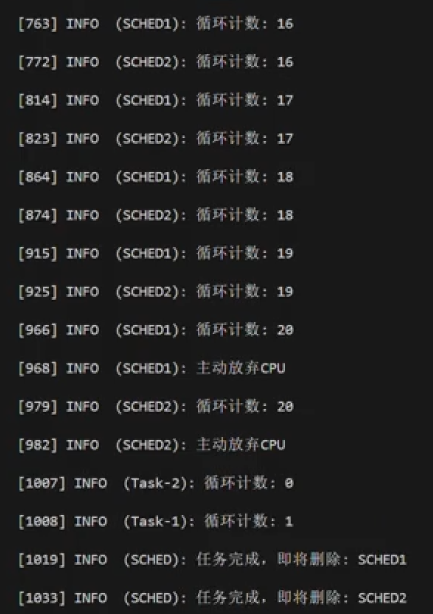 [763] INFO (SCHED1): 循环计数: 16
[772] INFO (SCHED2): 循环计数: 16
[814] INFO (SCHED1): 循环计数: 17
[823] INFO (SCHED2): 循环计数: 17
[864] INFO (SCHED1): 循环计数: 18
[874] INFO (SCHED2): 循环计数: 18
[915] INFO (SCHED1): 循环计数: 19
[925] INFO (SCHED2): 循环计数: 19
[966] INFO (SCHED1): 循环计数: 20
[968] INFO (SCHED1): 主动放弃CPU
[979] INFO (SCHED2): 循环计数: 20
[982] INFO (SCHED2): 主动放弃CPU
[1007] INFO (Task-2): 循环计数: 0
[1008] INFO (Task-1): 循环计数: 1
[1019] INFO (SCHED): 任务完成，即将删除: SCHED1
[1033] INFO (SCHED): 任务完成，即将删除: SCHED2